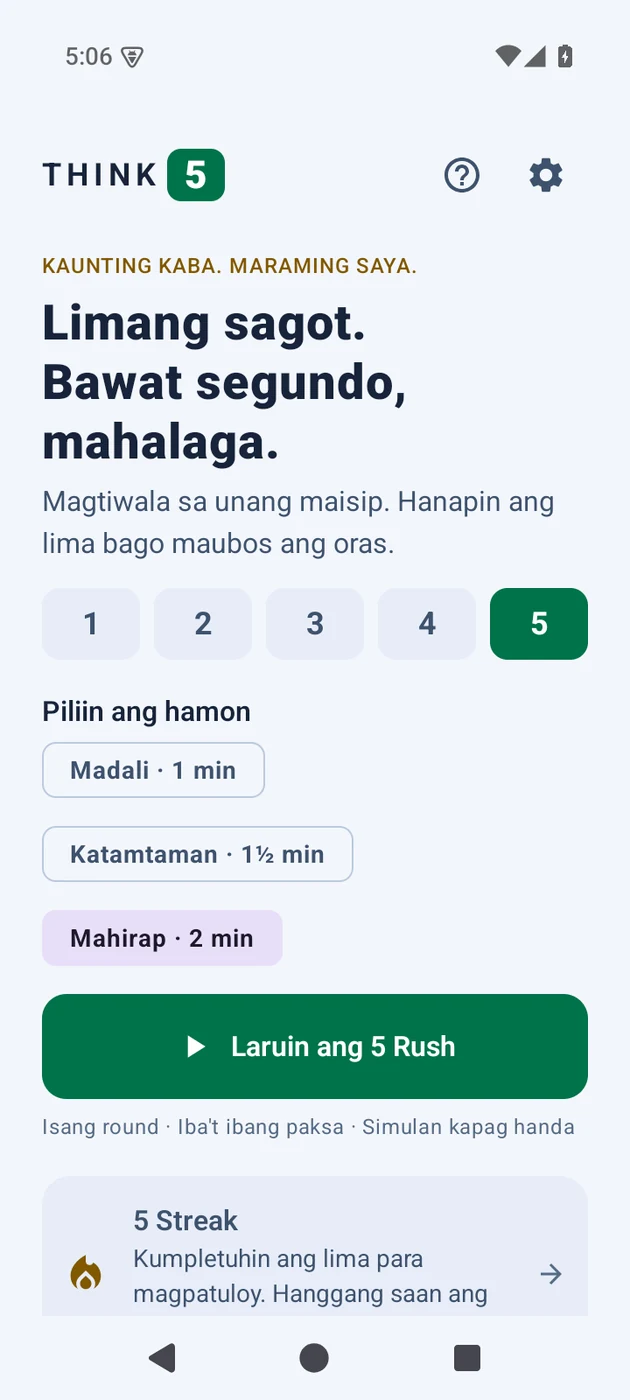 5:06
THINK 5
KAUNTING KABA. MARAMING SAYA.
Limang sagot.
Bawat segundo,
mahalaga.
Magtiwala sa unang maisip. Hanapin ang
lima bago maubos ang oras.
1 2 3 4 5
Piliin ang hamon
Madali · 1 min
Katamtaman · 1½ min
Mahirap · 2 min
Laruin ang 5 Rush
Isang round · Iba't ibang paksa · Simulan kapag handa
5 Streak
Kumpletuhin ang lima para
magpatuloy. Hanggang saan ang